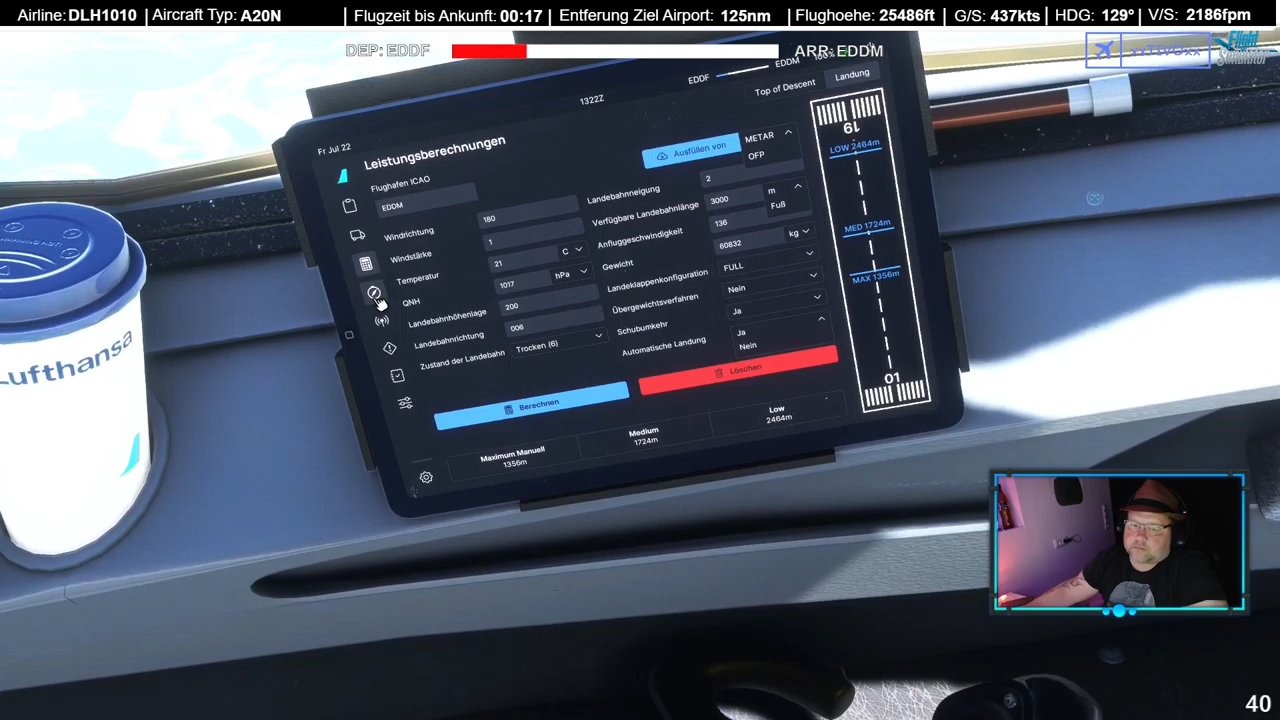 Airline: DLH1010 | Aircraft Typ: A20N | Flugzeit bis Ankunft: 00:17 | Entferung Ziel Airport: 125nm | Flughoehe: 25486ft | G/S: 437kts | HDG: 129° | V/S: 2186fpm
DEP: EDDF
ARR: EDDM
Flight Simulator
EDDF
EDDM
1322Z
Fr Jul 22
Top of Descent
Landung
Leistungsberechnungen
Ausfüllen von
METAR
OFP
Flughafen ICAO
EDDM
Windrichtung
180
Windstärke
1
Temperatur
21
C
QNH
1017
hPa
Landebahnhöhenlage
200
Landebahnrichtung
006
Zustand der Landebahn
Trocken (6)
Landebahnneigung
2
Verfügbare Landebahnlänge
3000
m
Fuß
Anfluggeschwindigkeit
136
Gewicht
60832
kg
Landeklappenkonfiguration
FULL
Übergewichtsverfahren
Nein
Schubumkehr
Ja
Automatische Landung
Ja
Nein
Berechnen
Löschen
Maximum Manuell
1356m
Medium
1724m
Low
2464m
19
LOW 2464m
MED 1724m
MAX 1356m
01
Lufthansa
40